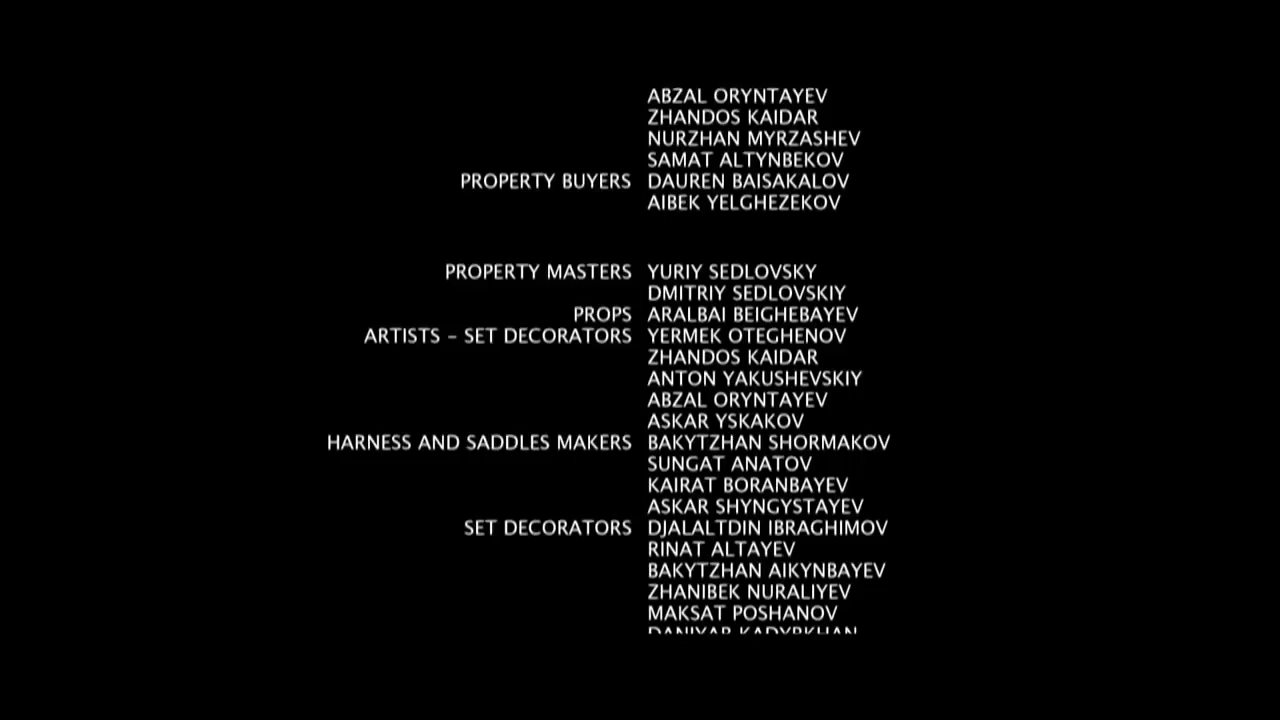 ABZAL ORYNTAYEV
ZHANDOS KAIDAR
NURZHAN MYRZASHEV
SAMAT ALTYNBEKOV
PROPERTY BUYERS DAUREN BAISAKALOV
AIBEK YELGHEZEKOV
PROPERTY MASTERS YURIY SEDLOVSKY
DMITRIY SEDLOVSKIY
PROPS ARALBAI BEIGHEBAYEV
ARTISTS – SET DECORATORS YERMEK OTEGHENOV
ZHANDOS KAIDAR
ANTON YAKUSHEVSKIY
ABZAL ORYNTAYEV
ASKAR YSKAKOV
HARNESS AND SADDLES MAKERS BAKYTZHAN SHORMAKOV
SUNGAT ANATOV
KAIRAT BORANBAYEV
ASKAR SHYNGYSTAYEV
SET DECORATORS DJALALTDIN IBRAGHIMOV
RINAT ALTAYEV
BAKYTZHAN AIKYNBAYEV
ZHANIBEK NURALIYEV
MAKSAT POSHANOV
DANIYAR KADYRKHAN